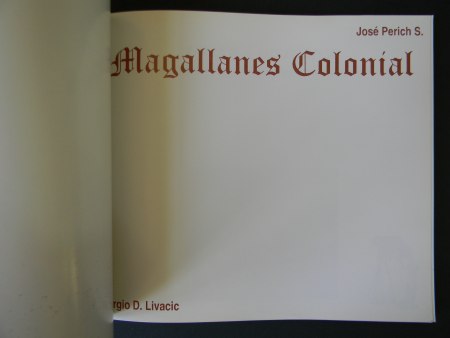 José Perich S.
Magallanes Colonial
rgio D. Livacic